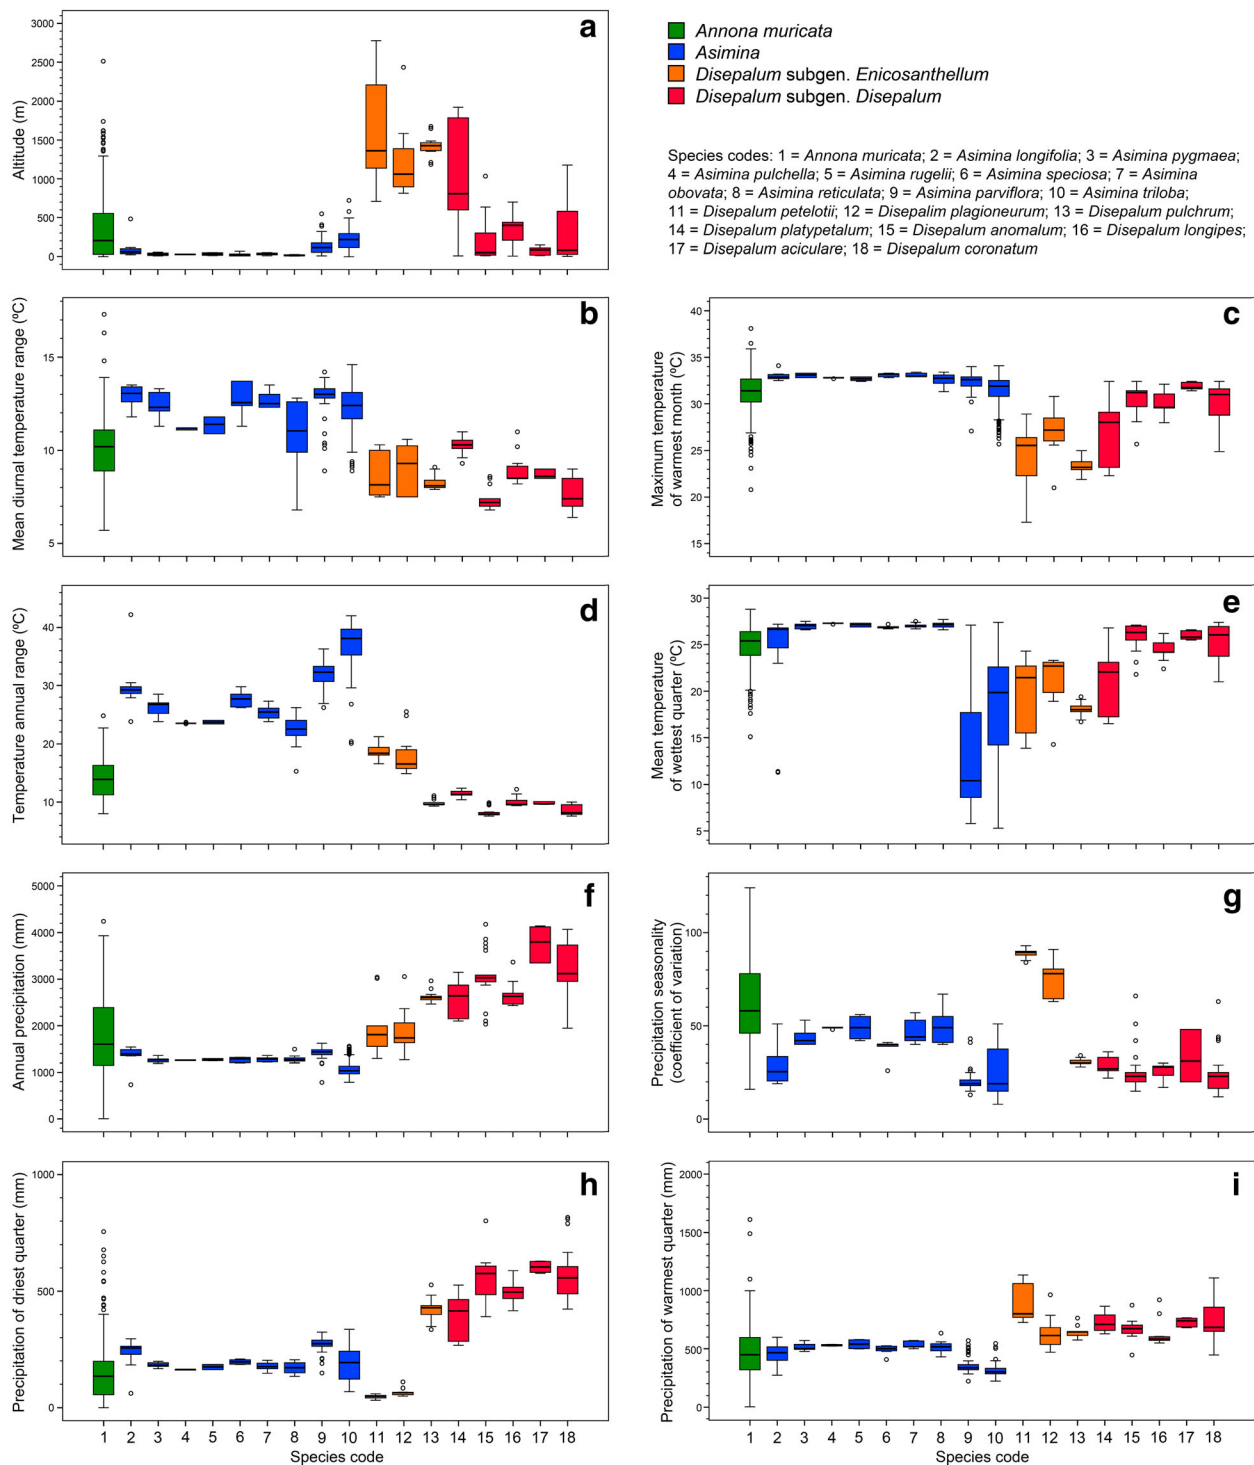 a
Altitude (m)
3000
2500
2000
1500
1000
500
0
Annona muricata
Asimina
Disepalum subgen. Enicosanthellum
Disepalum subgen. Disepalum
Species codes: 1 = Annona muricata; 2 = Asimina longifolia; 3 = Asimina pygmaea;
4 = Asimina pulchella; 5 = Asimina rugelii; 6 = Asimina speciosa; 7 = Asimina
obovata; 8 = Asimina reticulata; 9 = Asimina parviflora; 10 = Asimina triloba;
11 = Disepalum petelotii; 12 = Disepalim plagioneurum; 13 = Disepalum pulchrum;
14 = Disepalum platypetalum; 15 = Disepalum anomalum; 16 = Disepalum longipes;
17 = Disepalum aciculare; 18 = Disepalum coronatum
b
Mean diurnal temperature range (ºC)
15
10
5
c
Maximum temperature
of warmest month (ºC)
40
35
30
25
20
15
d
Temperature annual range (ºC)
40
30
20
10
e
Mean temperature
of wettest quarter (ºC)
30
25
20
15
10
5
f
Annual precipitation (mm)
5000
4000
3000
2000
1000
0
g
Precipitation seasonality
(coefficient of variation)
100
50
0
h
Precipitation of driest quarter (mm)
1000
500
0
1 2 3 4 5 6 7 8 9 10 11 12 13 14 15 16 17 18
Species code
i
Precipitation of warmest quarter (mm)
2000
1500
1000
500
0
1 2 3 4 5 6 7 8 9 10 11 12 13 14 15 16 17 18
Species code